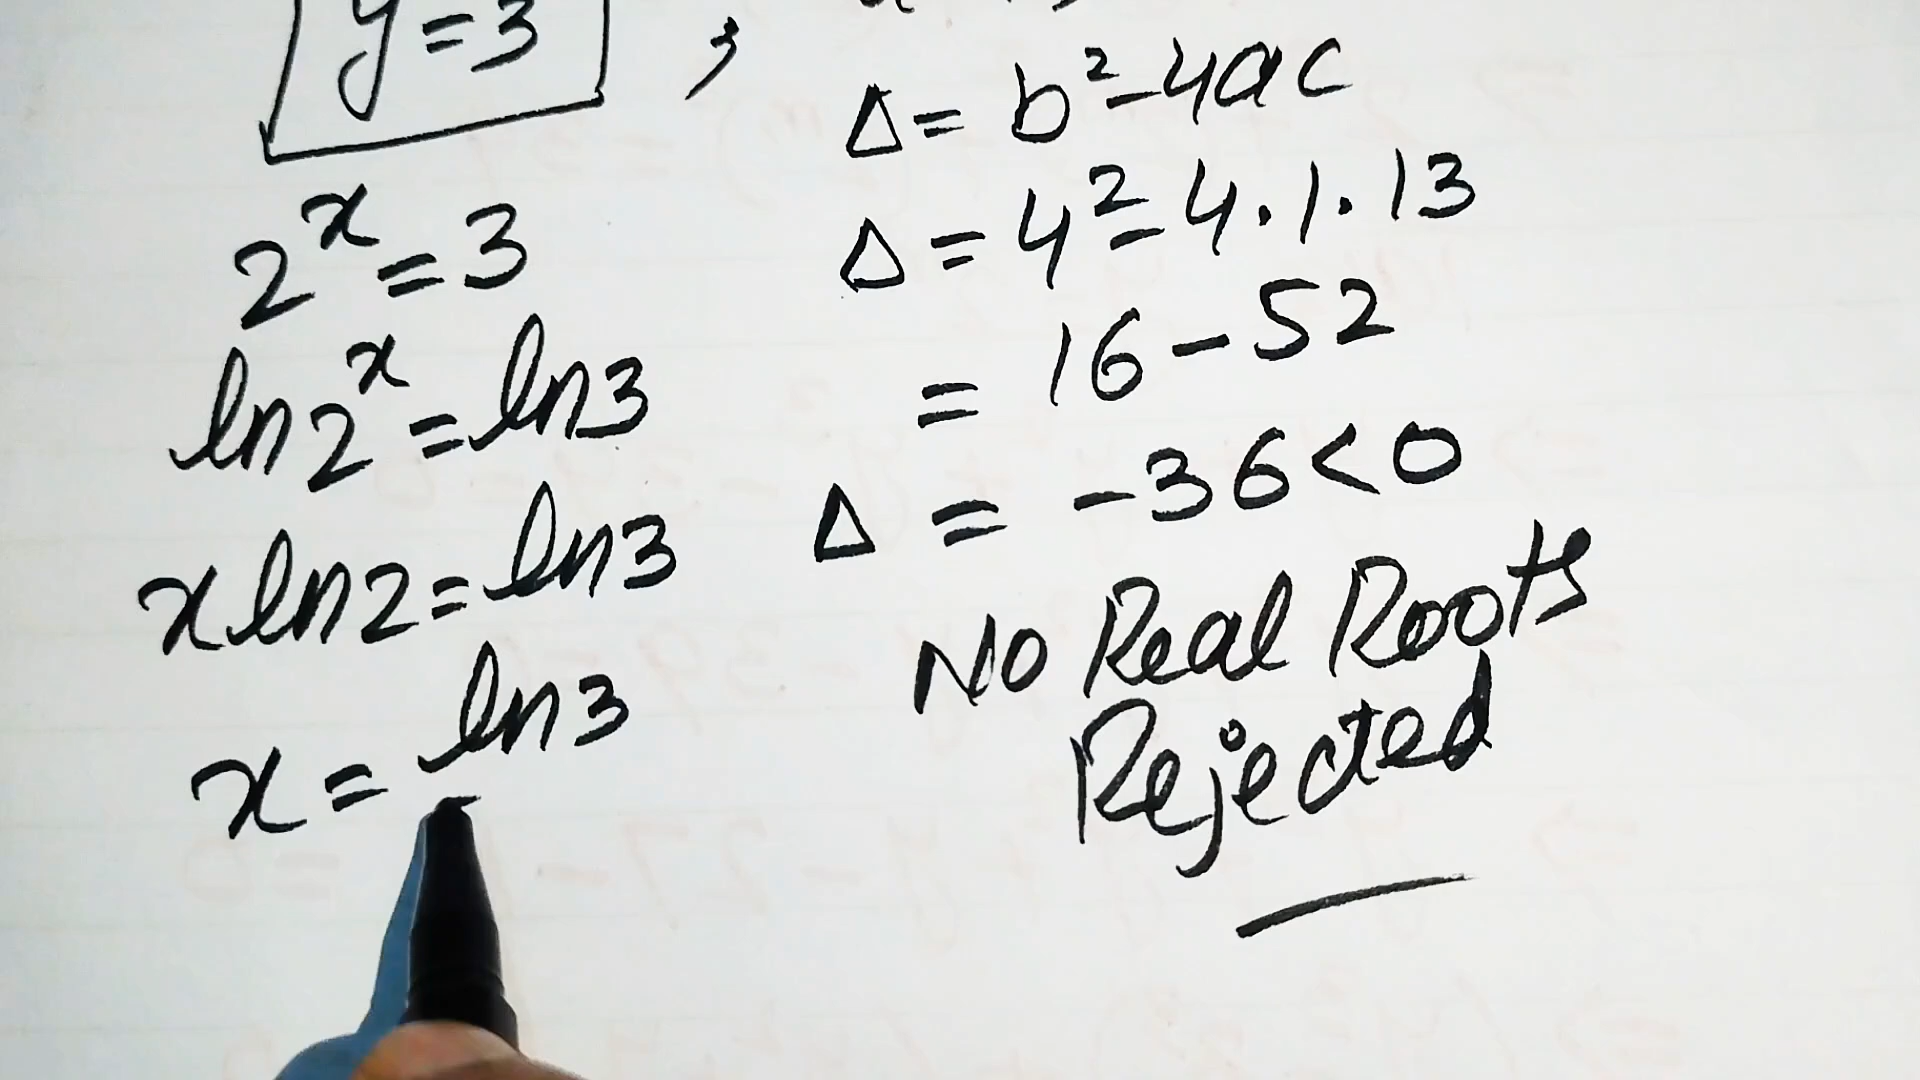 y=3 ,
2^x=3
ln2^x=ln3
xln2=ln3
x=ln3
Δ= b²-4ac
Δ=4²-4.1.13
= 16-52
Δ = -36<0
No Real Roots
Rejected